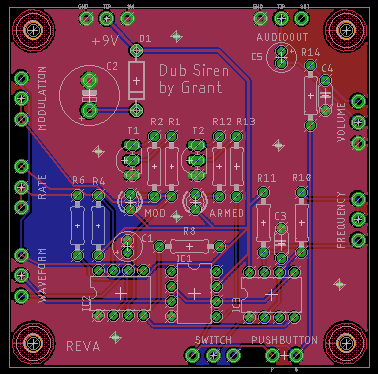 GND TIP 9V
GND TIP SGT
+9V
D1
AUDIOOUT
C5
R14
C4
C2
Dub Siren
by Grant
MODULATION
VOLUME
T1
R2 R1
T2
R12 R13
RATE
R6 R4
R11
R10
MOD
ARMED
FREQUENCY
C1
R8
C3
WAVEFORM
IC1
IC2
IC3
REVA
SWITCH
PUSHBUTTON